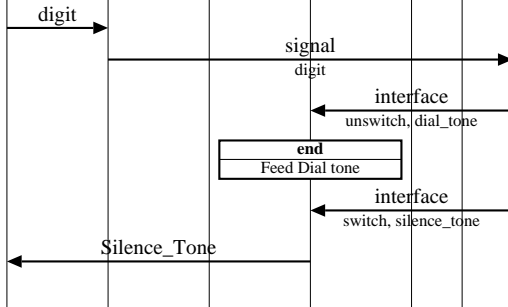 digit
signal
digit
interface
unswitch, dial_tone
end
Feed Dial tone
interface
switch, silence_tone
Silence_Tone